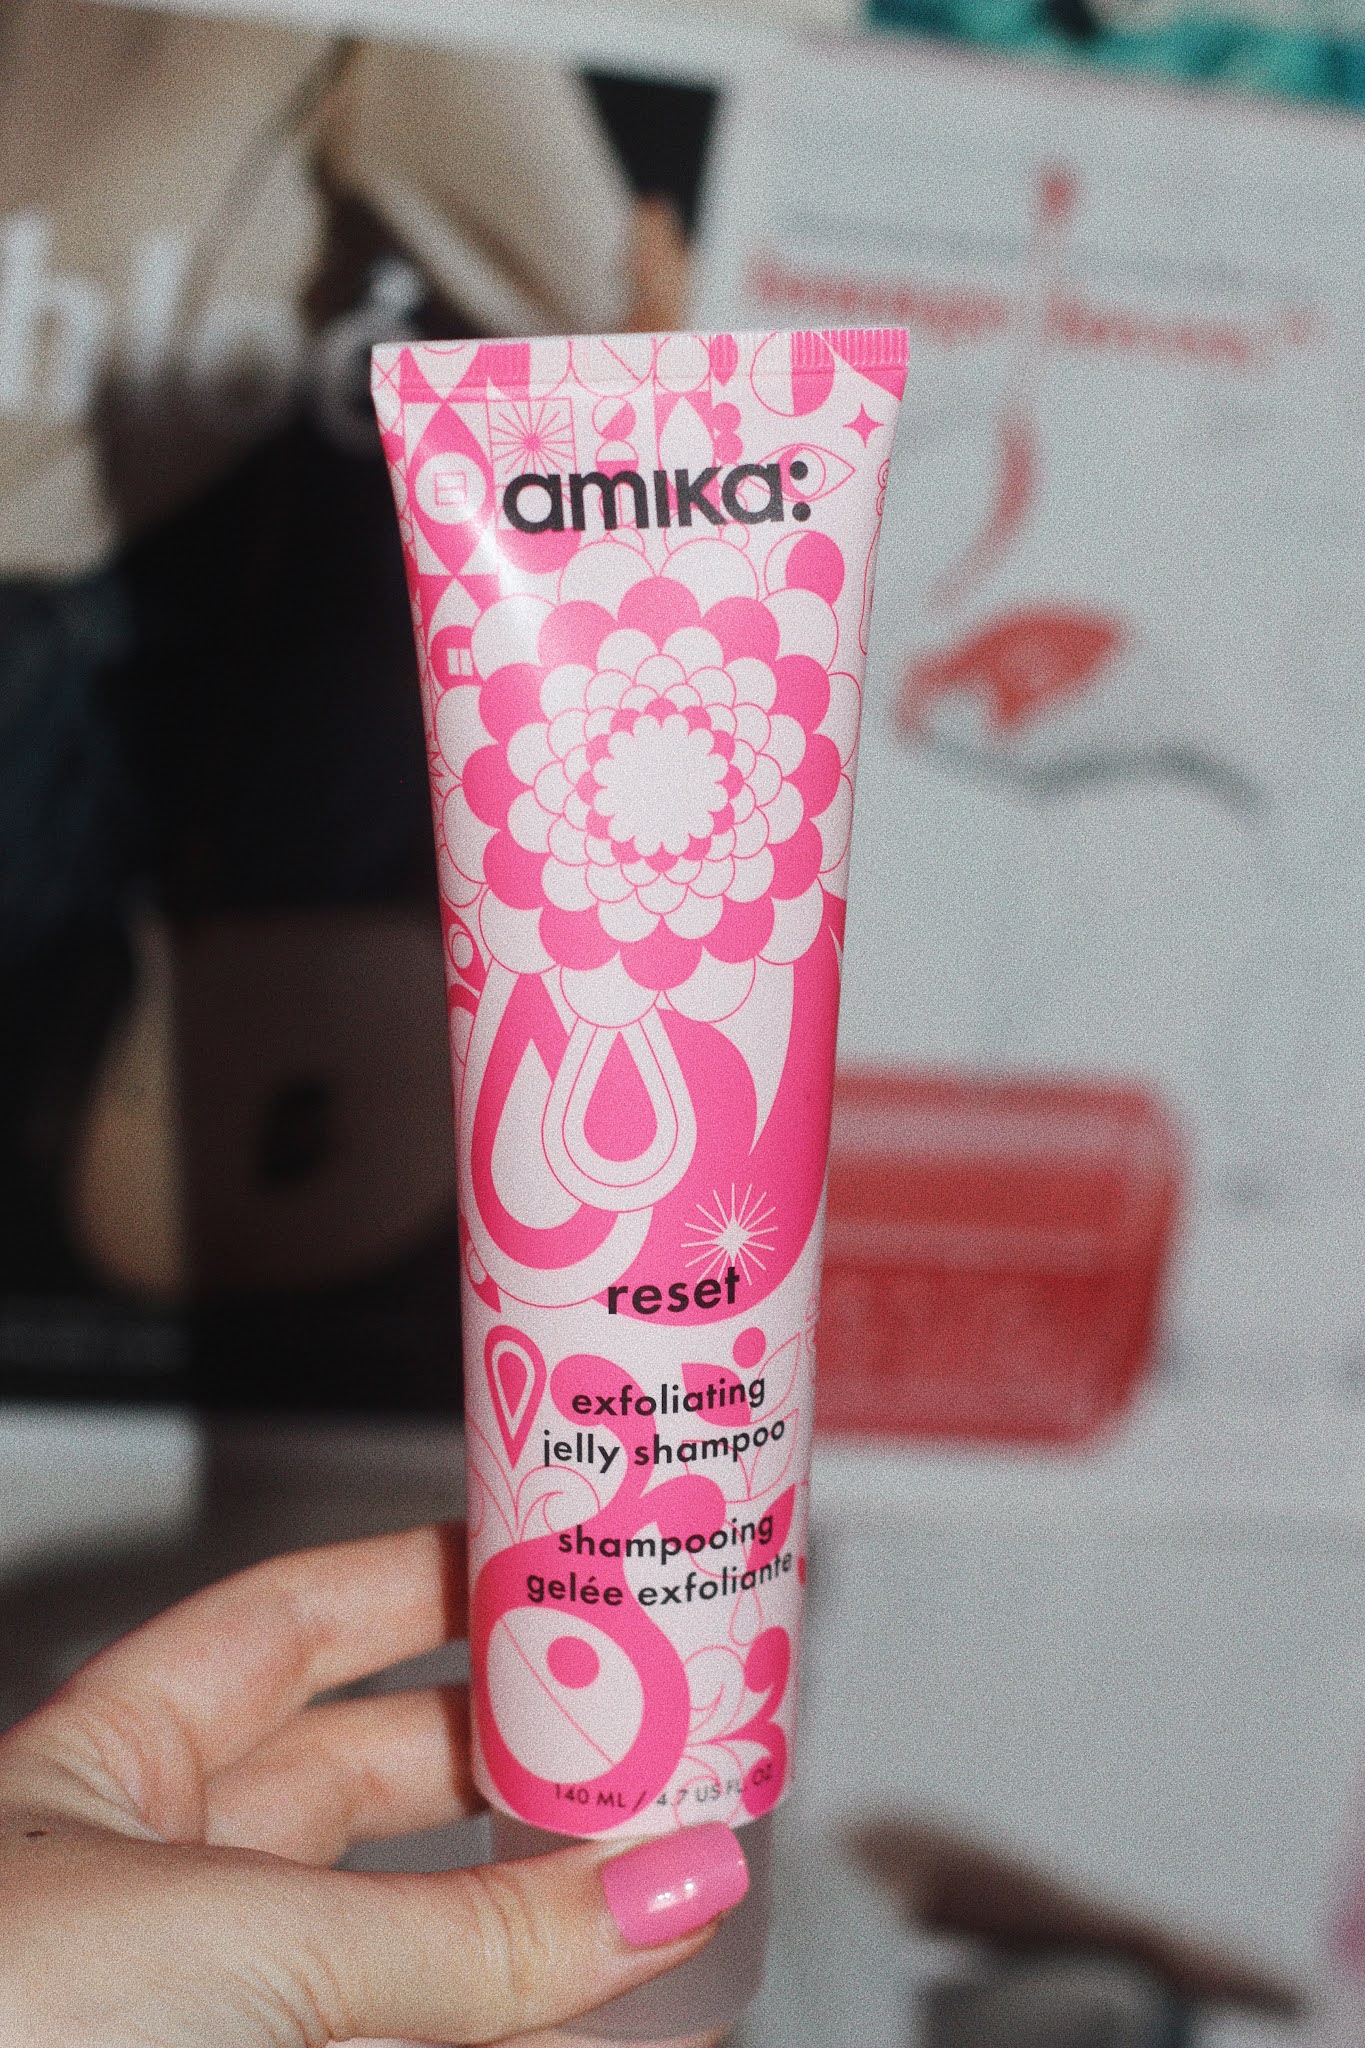 amika:
reset
exfoliating
jelly shampoo
shampooing
gelée exfoliante
140 ML / 4.7 US FL OZ